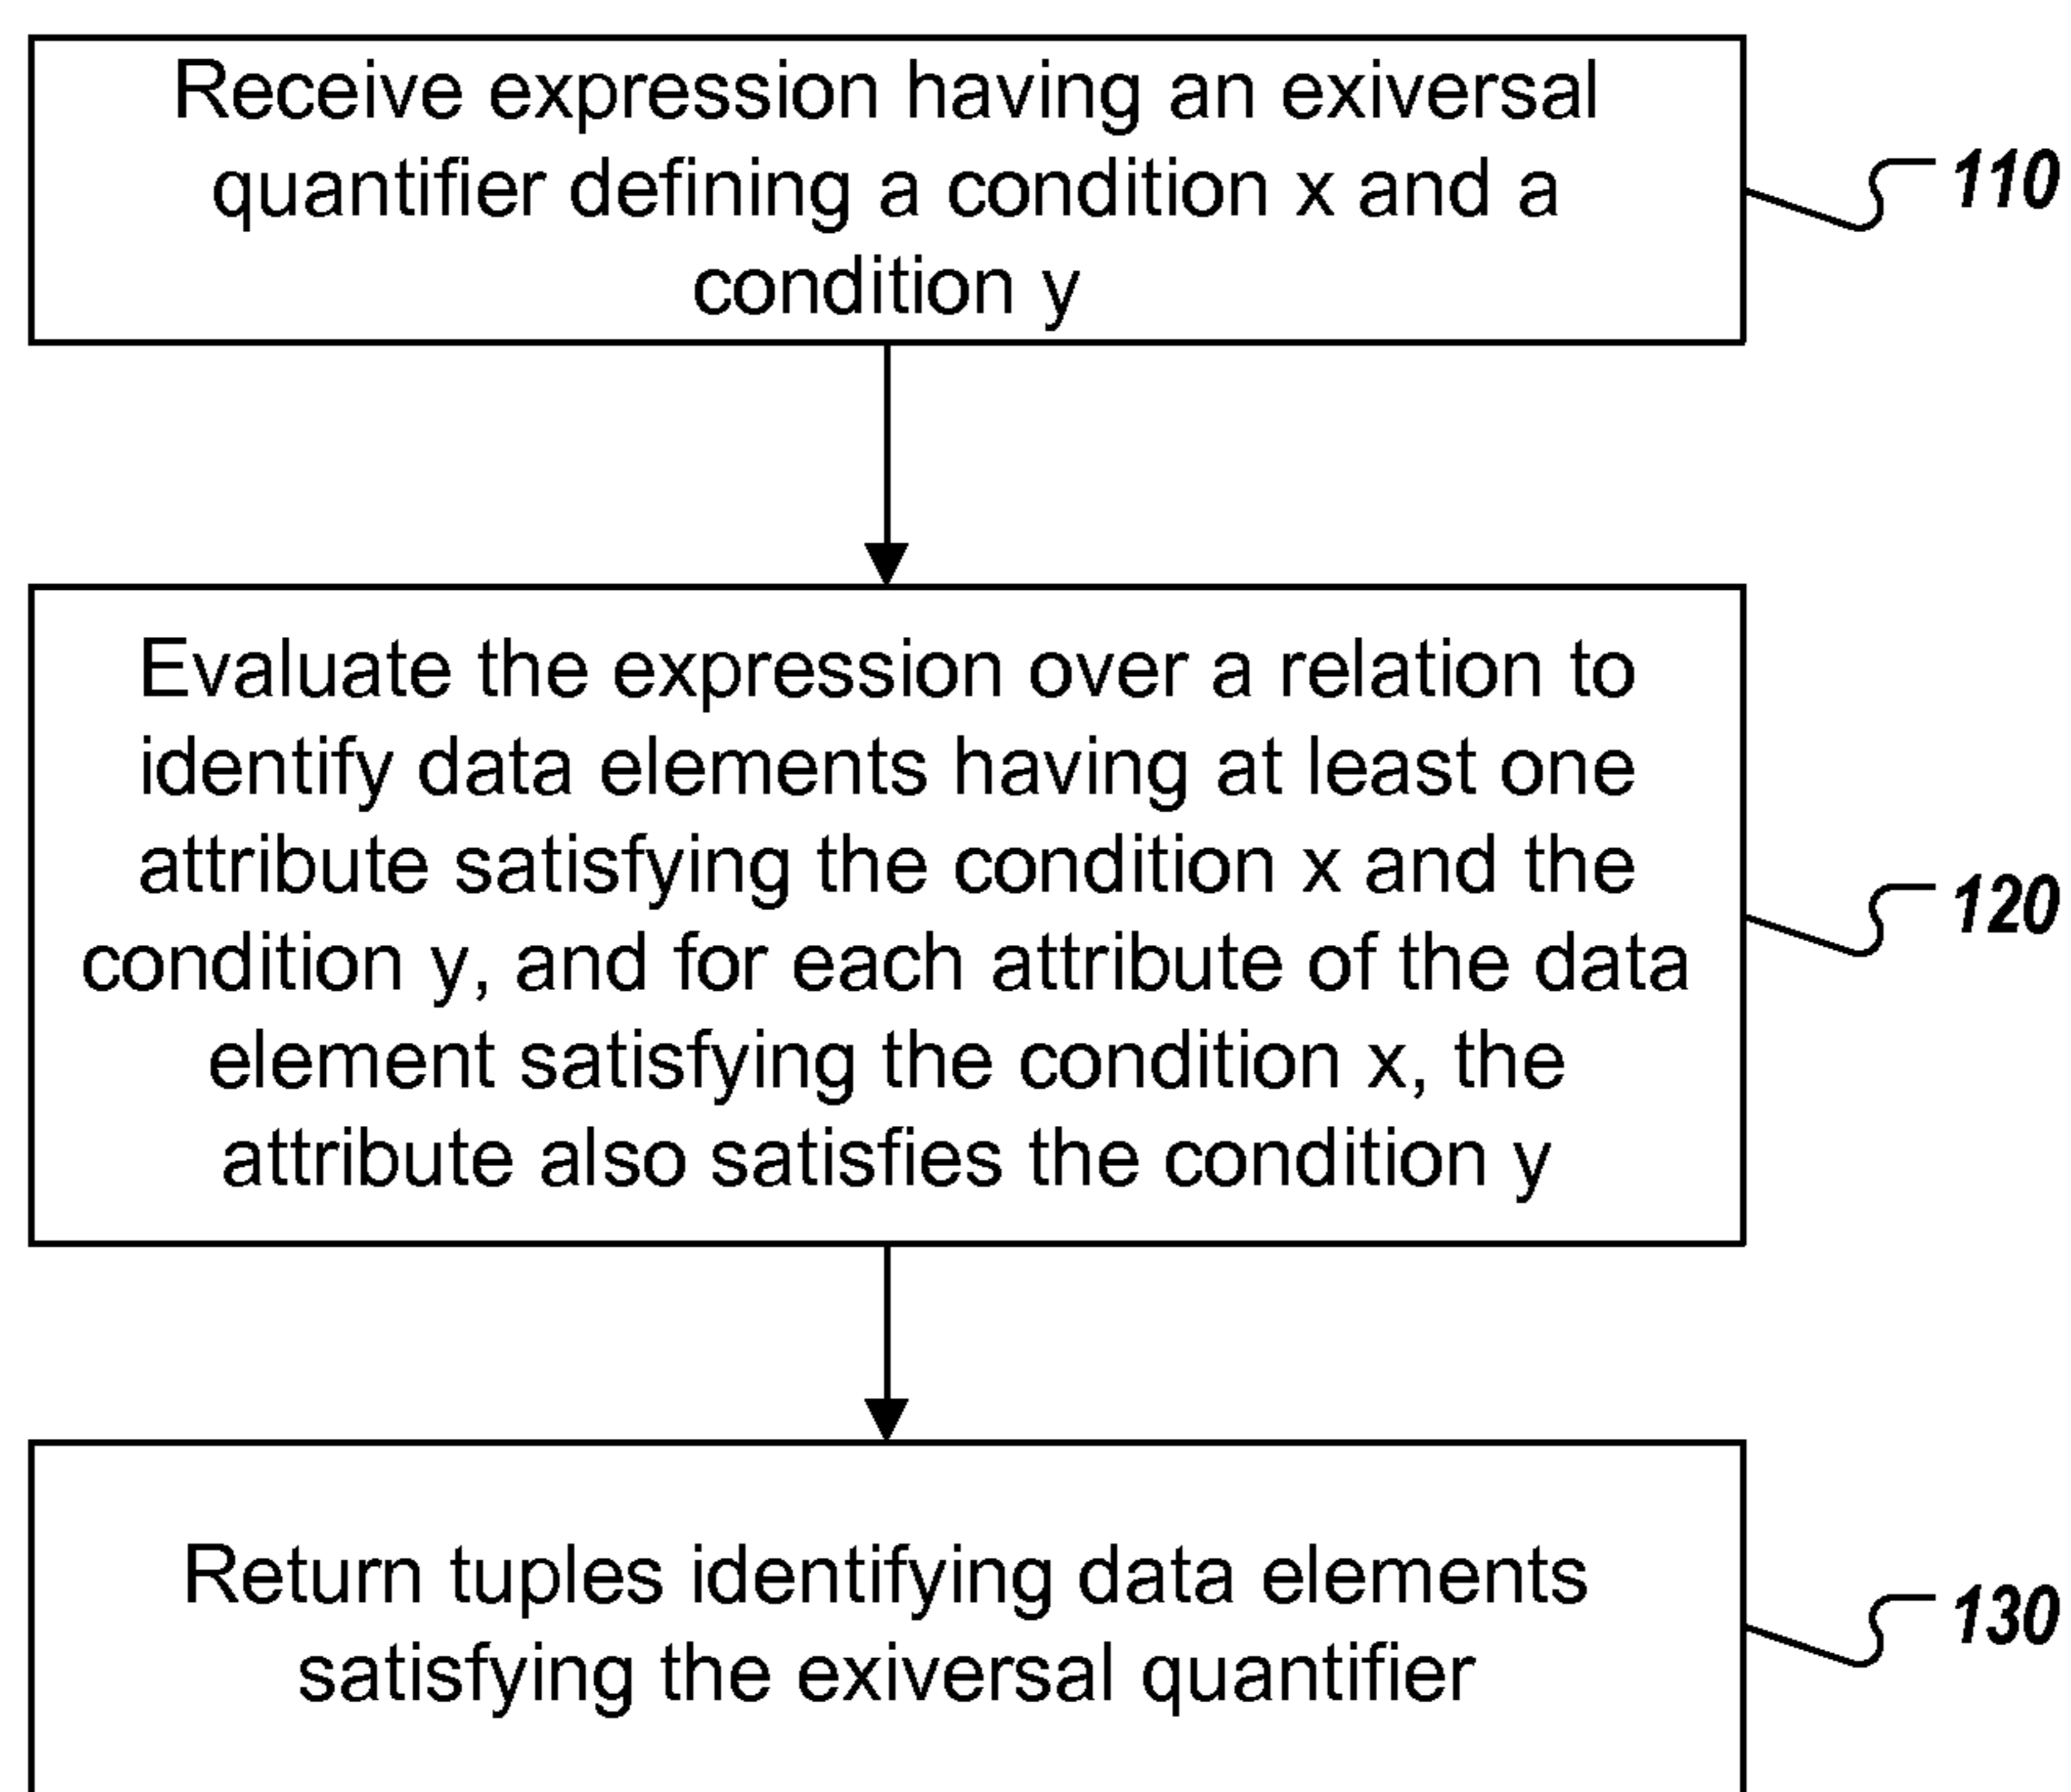 Receive expression having an exiversal
quantifier defining a condition x and a
condition y
110
Evaluate the expression over a relation to
identify data elements having at least one
attribute satisfying the condition x and the
condition y, and for each attribute of the data
element satisfying the condition x, the
attribute also satisfies the condition y
120
Return tuples identifying data elements
satisfying the exiversal quantifier
130